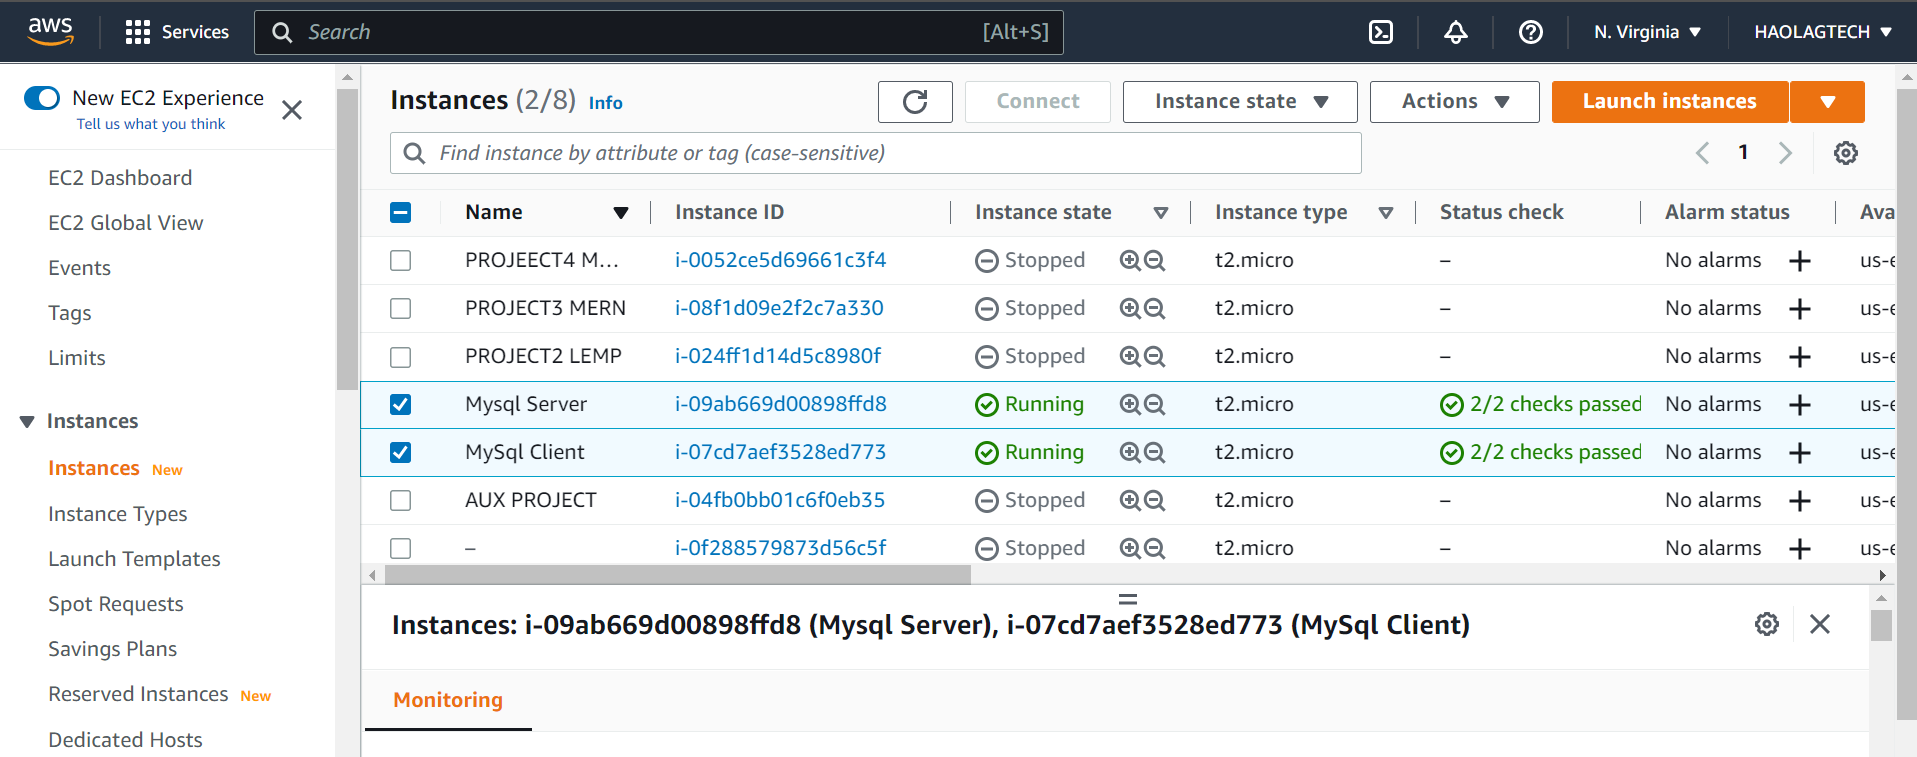 aws Services Search [Alt+S] N. Virginia HAOLAGTECH
New EC2 Experience
Tell us what you think
EC2 Dashboard
EC2 Global View
Events
Tags
Limits
Instances
Instances New
Instance Types
Launch Templates
Spot Requests
Savings Plans
Reserved Instances New
Dedicated Hosts
Instances (2/8) Info Connect Instance state Actions Launch instances
Find instance by attribute or tag (case-sensitive) 1
Name Instance ID Instance state Instance type Status check Alarm status Ava
PROJEECT4 M... i-0052ce5d69661c3f4 Stopped t2.micro – No alarms us-e
PROJECT3 MERN i-08f1d09e2f2c7a330 Stopped t2.micro – No alarms us-e
PROJECT2 LEMP i-024ff1d14d5c8980f Stopped t2.micro – No alarms us-e
Mysql Server i-09ab669d00898ffd8 Running t2.micro 2/2 checks passed No alarms us-e
MySql Client i-07cd7aef3528ed773 Running t2.micro 2/2 checks passed No alarms us-e
AUX PROJECT i-04fb0bb01c6f0eb35 Stopped t2.micro – No alarms us-e
– i-0f288579873d56c5f Stopped t2.micro – No alarms us-e
Instances: i-09ab669d00898ffd8 (Mysql Server), i-07cd7aef3528ed773 (MySql Client)
Monitoring